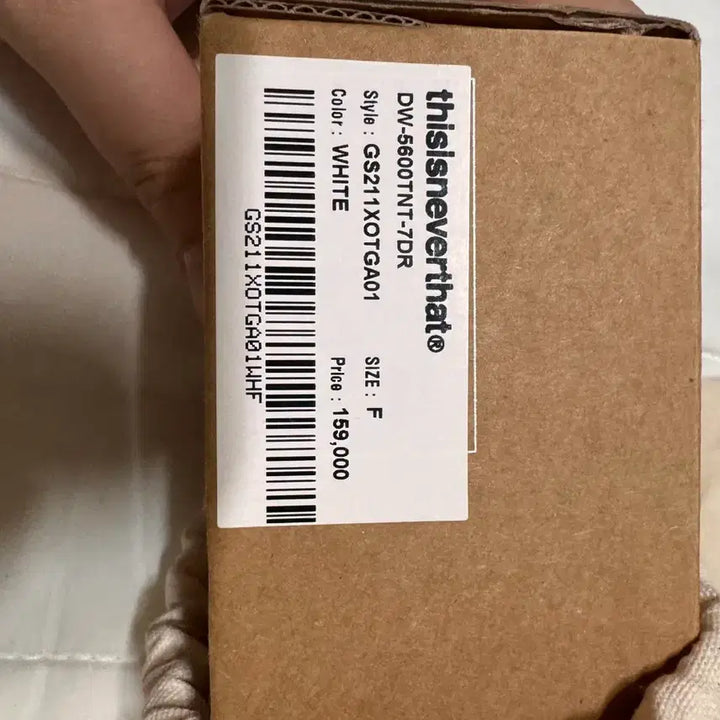 thisisneverthat®
DW-5600TNT-7DR
Style : GS211XOTGA01 SIZE : F
Color : WHITE Price : 159,000
GS211XOTGA01WHF